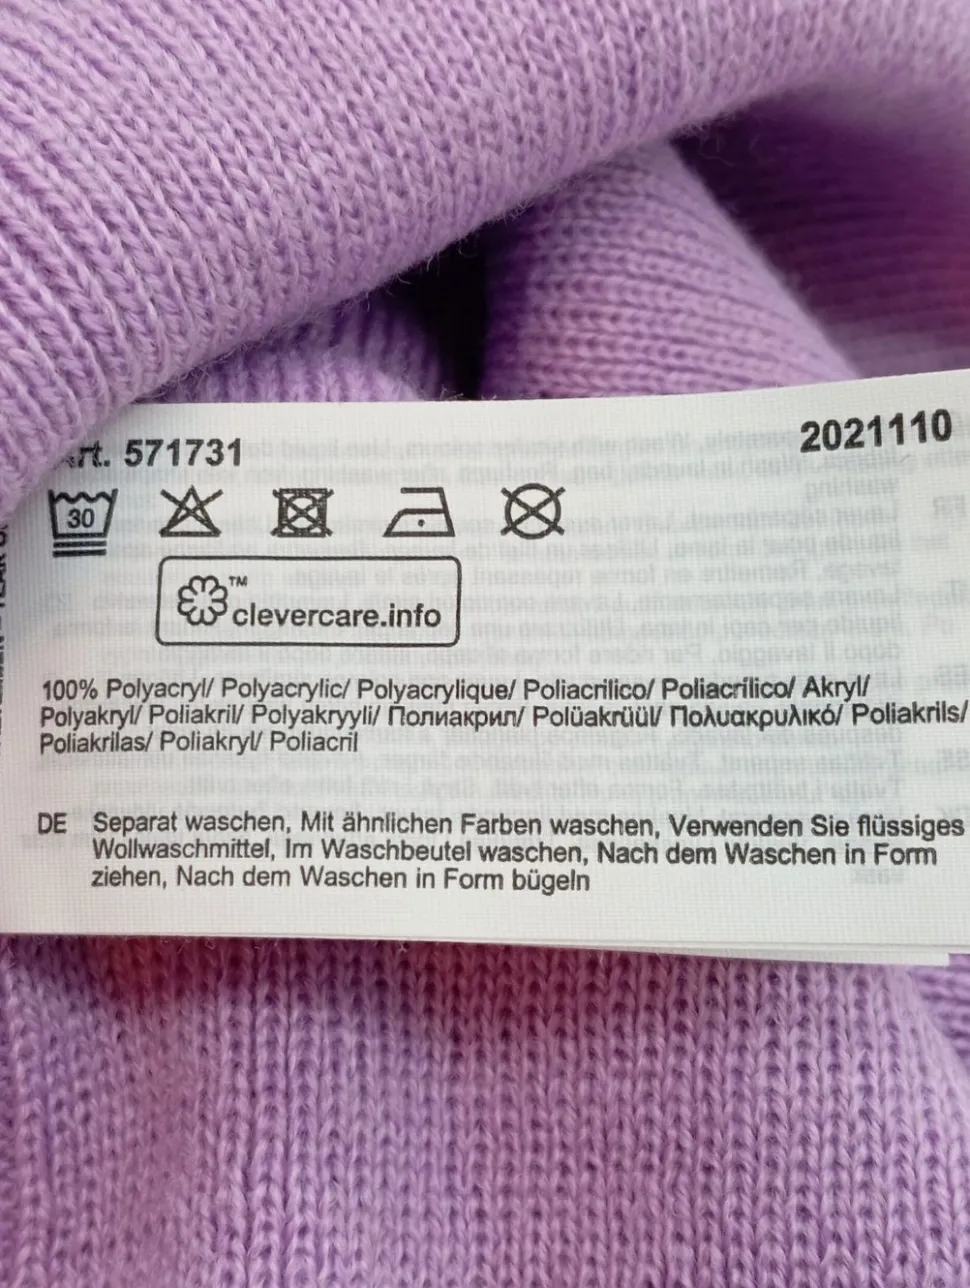 Art. 571731
2021110
30
™
clevercare.info
100% Polyacryl/ Polyacrylic/ Polyacrylique/ Poliacrilico/ Poliacrílico/ Akryl/
Polyakryl/ Poliakril/ Polyakryyli/ Полиакрил/ Polüakrüül/ Πολυακρυλικό/ Poliakrils/
Poliakrilas/ Poliakryl/ Poliacril
DE Separat waschen, Mit ähnlichen Farben waschen, Verwenden Sie flüssiges
Wollwaschmittel, Im Waschbeutel waschen, Nach dem Waschen in Form
ziehen, Nach dem Waschen in Form bügeln